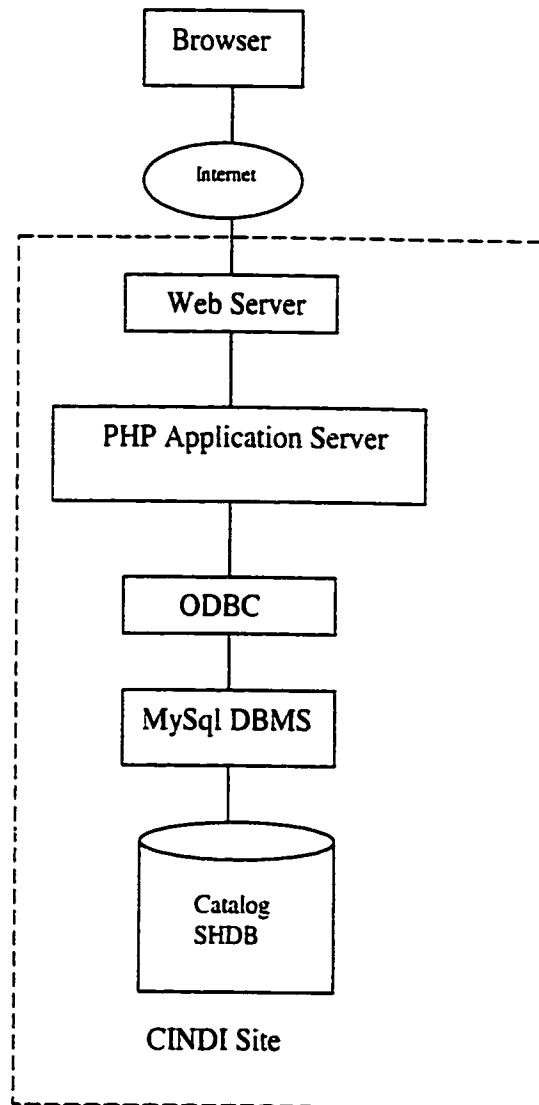 Browser
Internet
Web Server
PHP Application Server
ODBC
MySql DBMS
Catalog
SHDB
CINDI Site